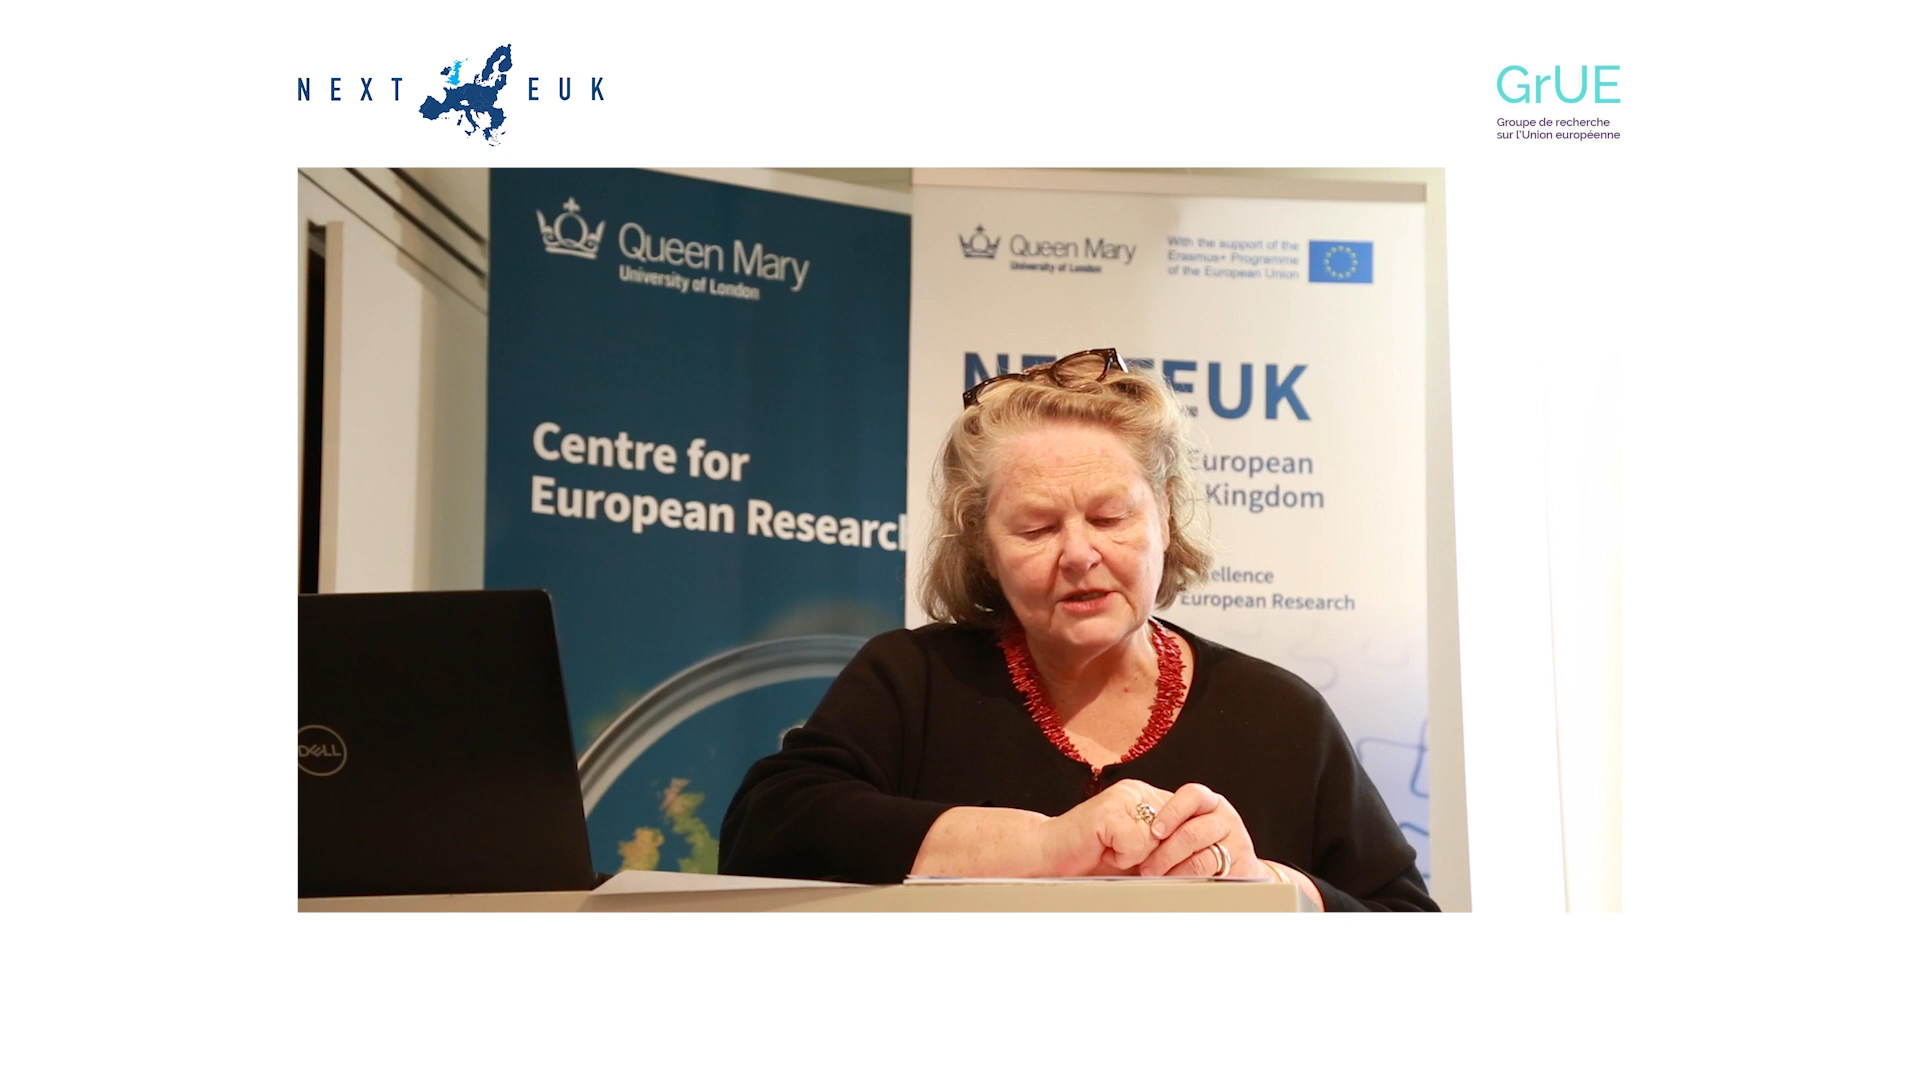 NEXT EUK
GrUE
Groupe de recherche
sur l'Union européenne
Queen Mary
University of London
Centre for
European Research
Queen Mary
University of London
With the support of the
Erasmus+ Programme
of the European Union
EUK
European
Kingdom
European Research
DELL